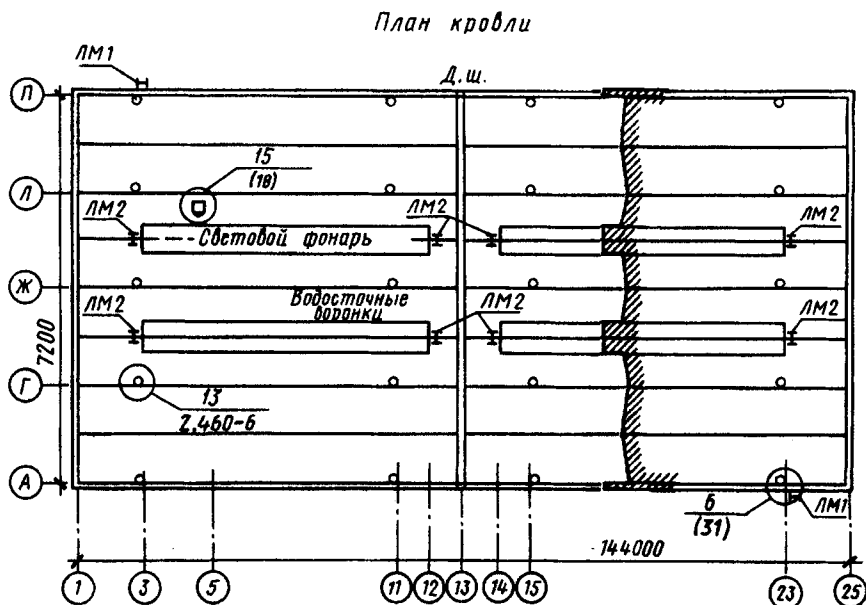 План кровли
ЛМ1
Д.ш.
П
15
(18)
Л
ЛМ2
ЛМ2
ЛМ2
Световой фонарь
Ж
Водосточные
воронки
ЛМ2
ЛМ2
ЛМ2
7200
Г
13
2.460-6
А
6
(31)
ЛМ1
144000
1
3
5
11
12
13
14
15
23
25